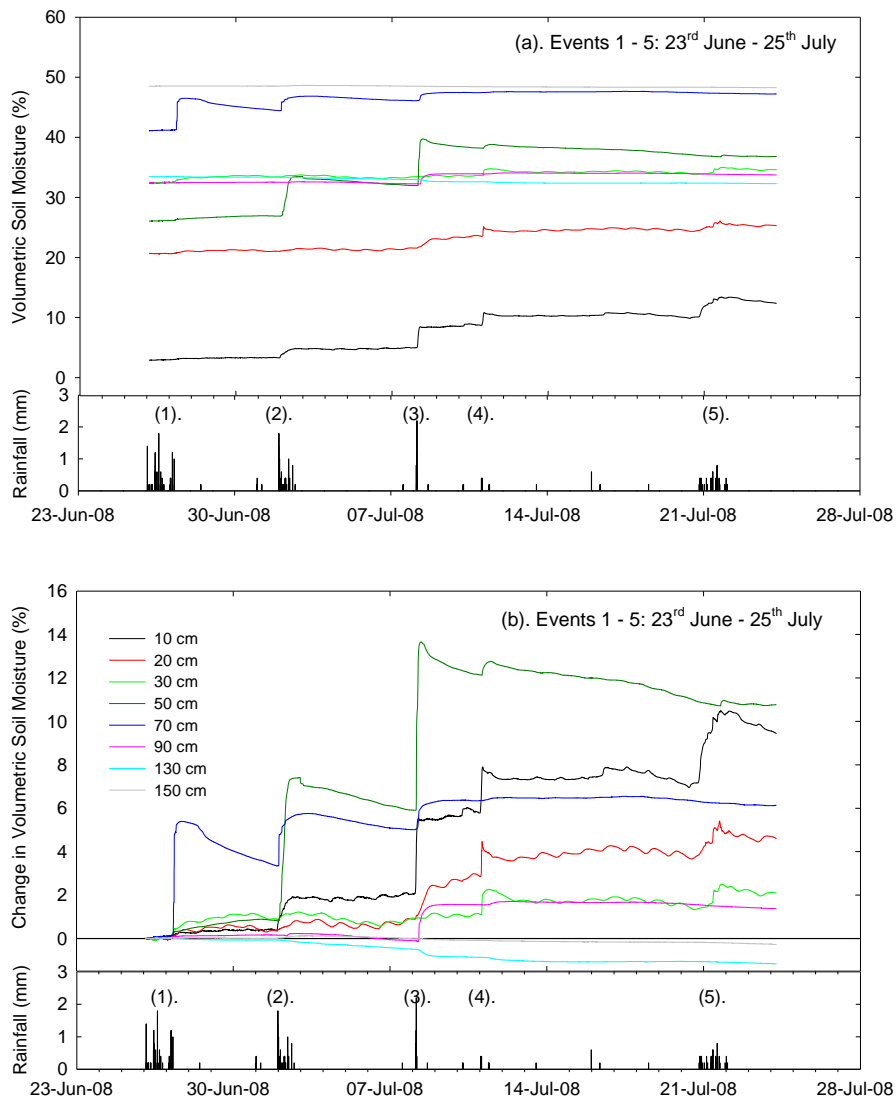 (a). Events 1 - 5: 23rd June - 25th July
Volumetric Soil Moisture (%)
60
50
40
30
20
10
0
Rainfall (mm)
3
2
1
0
(1).
(2).
(3).
(4).
(5).
23-Jun-08
30-Jun-08
07-Jul-08
14-Jul-08
21-Jul-08
28-Jul-08
(b). Events 1 - 5: 23rd June - 25th July
Change in Volumetric Soil Moisture (%)
16
14
12
10
8
6
4
2
0
10 cm
20 cm
30 cm
50 cm
70 cm
90 cm
130 cm
150 cm
Rainfall (mm)
3
2
1
0
(1).
(2).
(3).
(4).
(5).
23-Jun-08
30-Jun-08
07-Jul-08
14-Jul-08
21-Jul-08
28-Jul-08